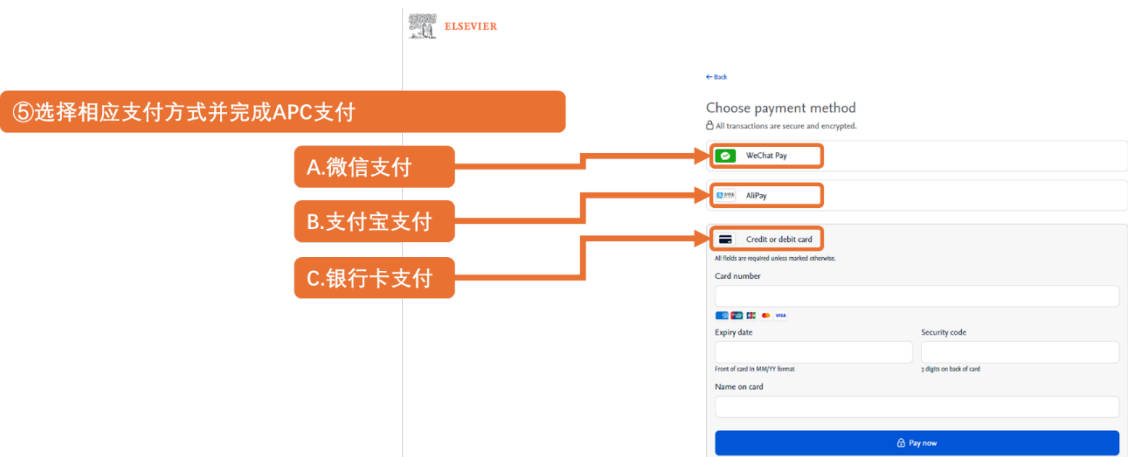 ELSEVIER
← Back
⑤选择相应支付方式并完成APC支付
Choose payment method
All transactions are secure and encrypted.
A.微信支付
WeChat Pay
B.支付宝支付
AliPay
C.银行卡支付
Credit or debit card
All fields are required unless marked otherwise.
Card number
VISA
Expiry date
Security code
Front of card in MM/YY format
3 digits on back of card
Name on card
Pay now